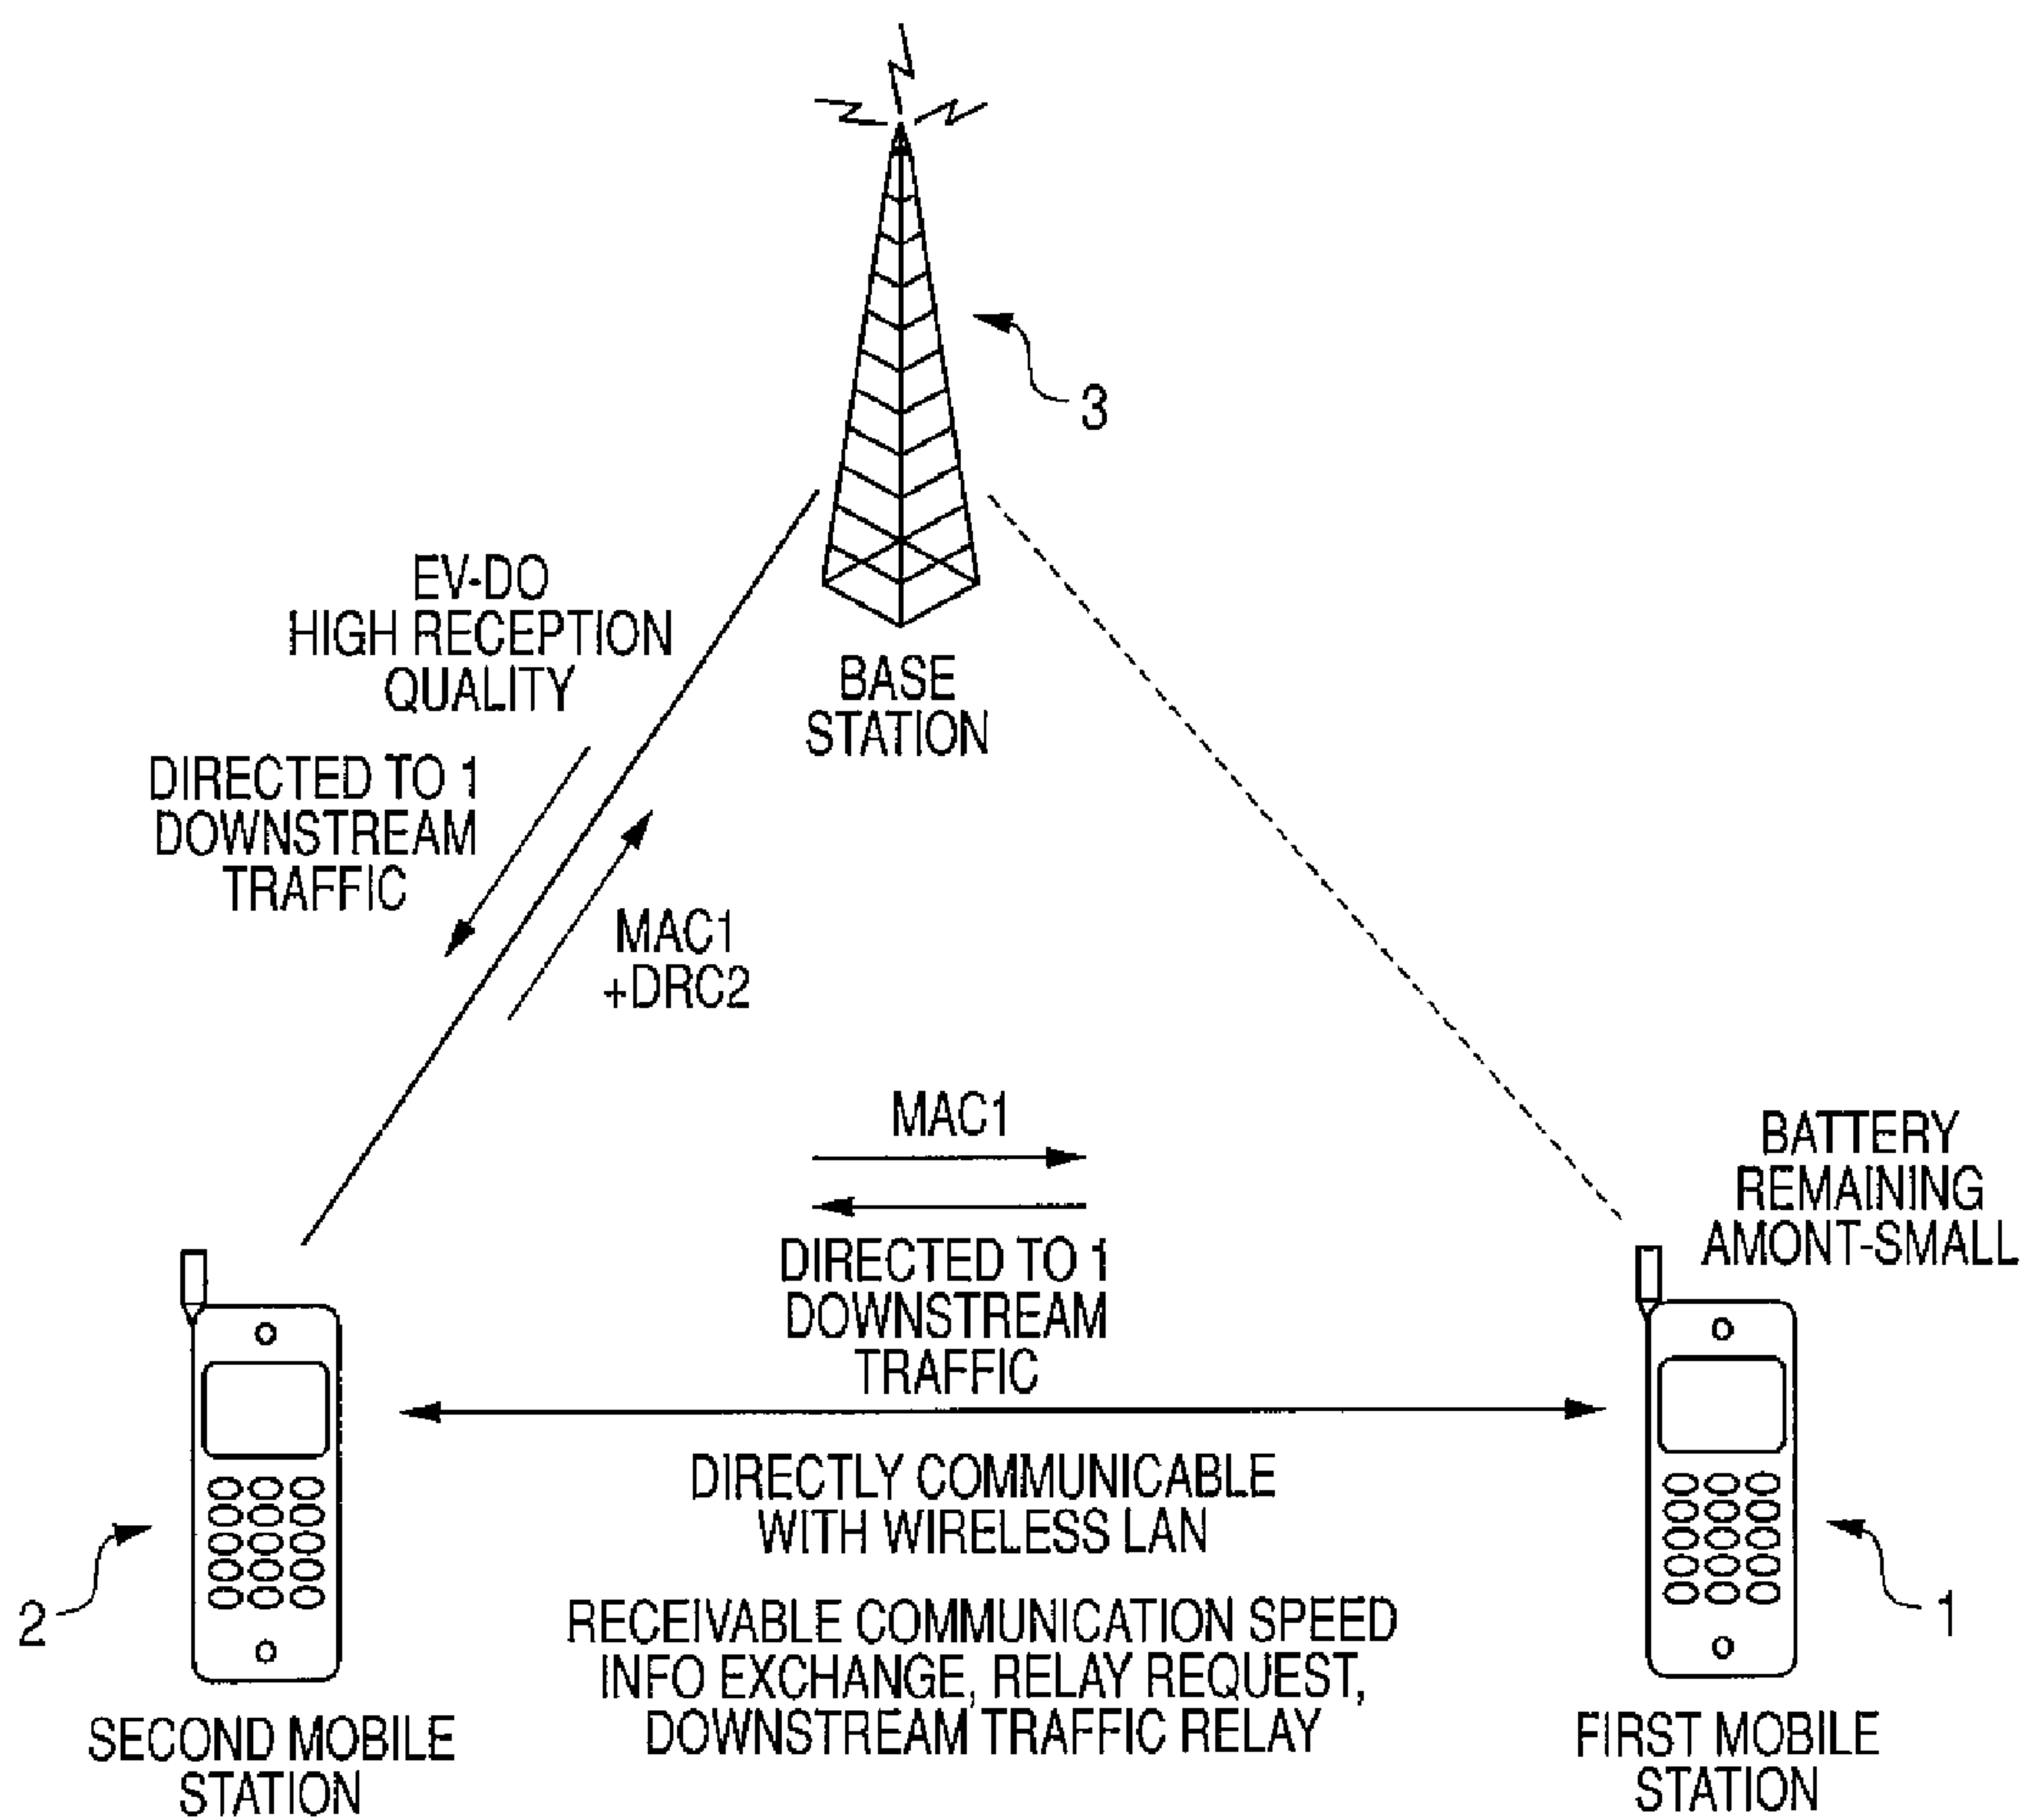 3
EV-DO
HIGH RECEPTION
QUALITY
BASE
STATION
DIRECTED TO 1
DOWNSTREAM
TRAFFIC
MAC1
+DRC2
MAC1
DIRECTED TO 1
DOWNSTREAM
TRAFFIC
BATTERY
REMAINING
AMONT-SMALL
DIRECTLY COMMUNICABLE
WITH WIRELESS LAN
2
1
RECEIVABLE COMMUNICATION SPEED
INFO EXCHANGE, RELAY REQUEST,
DOWNSTREAM TRAFFIC RELAY
SECOND MOBILE
STATION
FIRST MOBILE
STATION